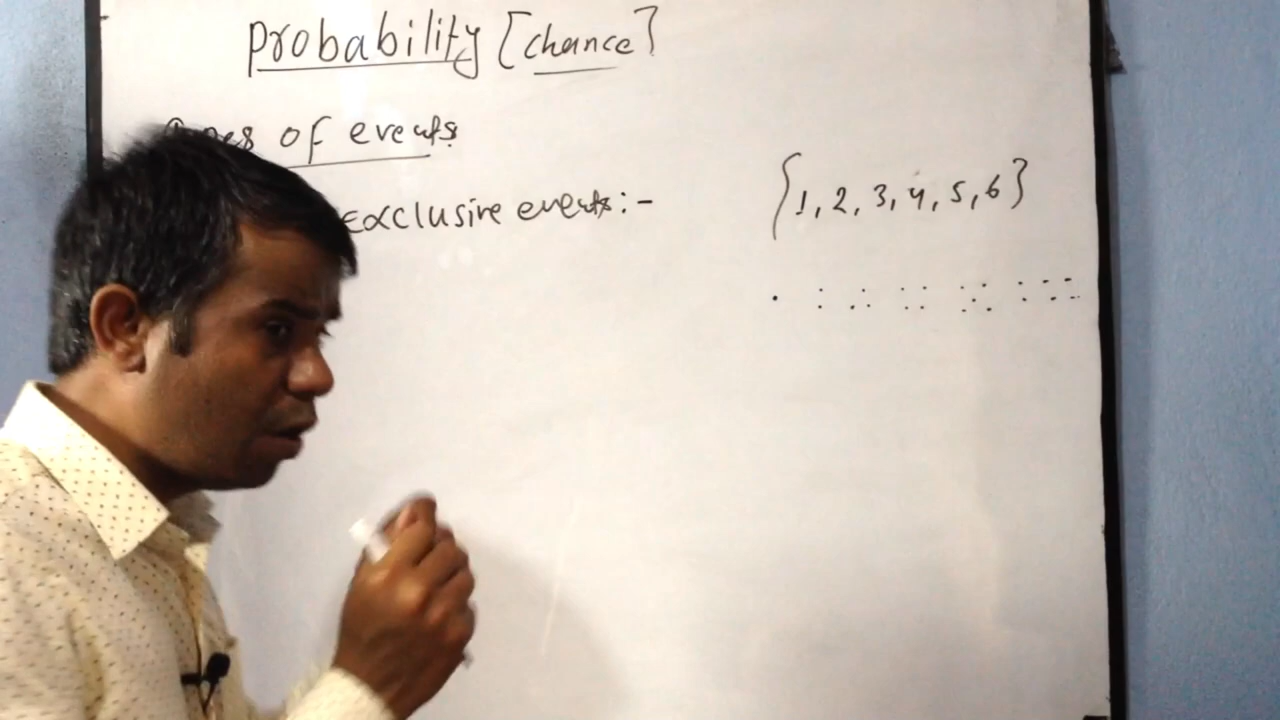 Probability [chance]
of events
Exclusive events:-
{1, 2, 3, 4, 5, 6}